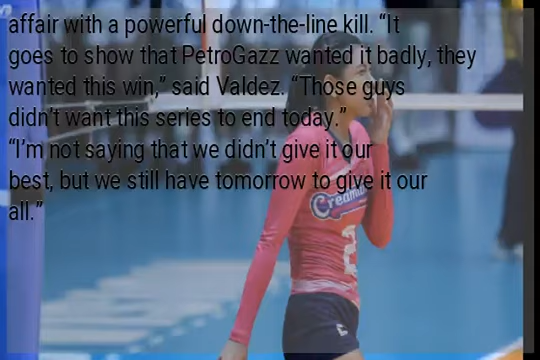 affair with a powerful down-the-line kill. “It
goes to show that PetroGazz wanted it badly, they
wanted this win,” said Valdez. “Those guys
didn’t want this series to end today.”
“I’m not saying that we didn’t give it our
best, but we still have tomorrow to give it our
all.”
Creamline
2